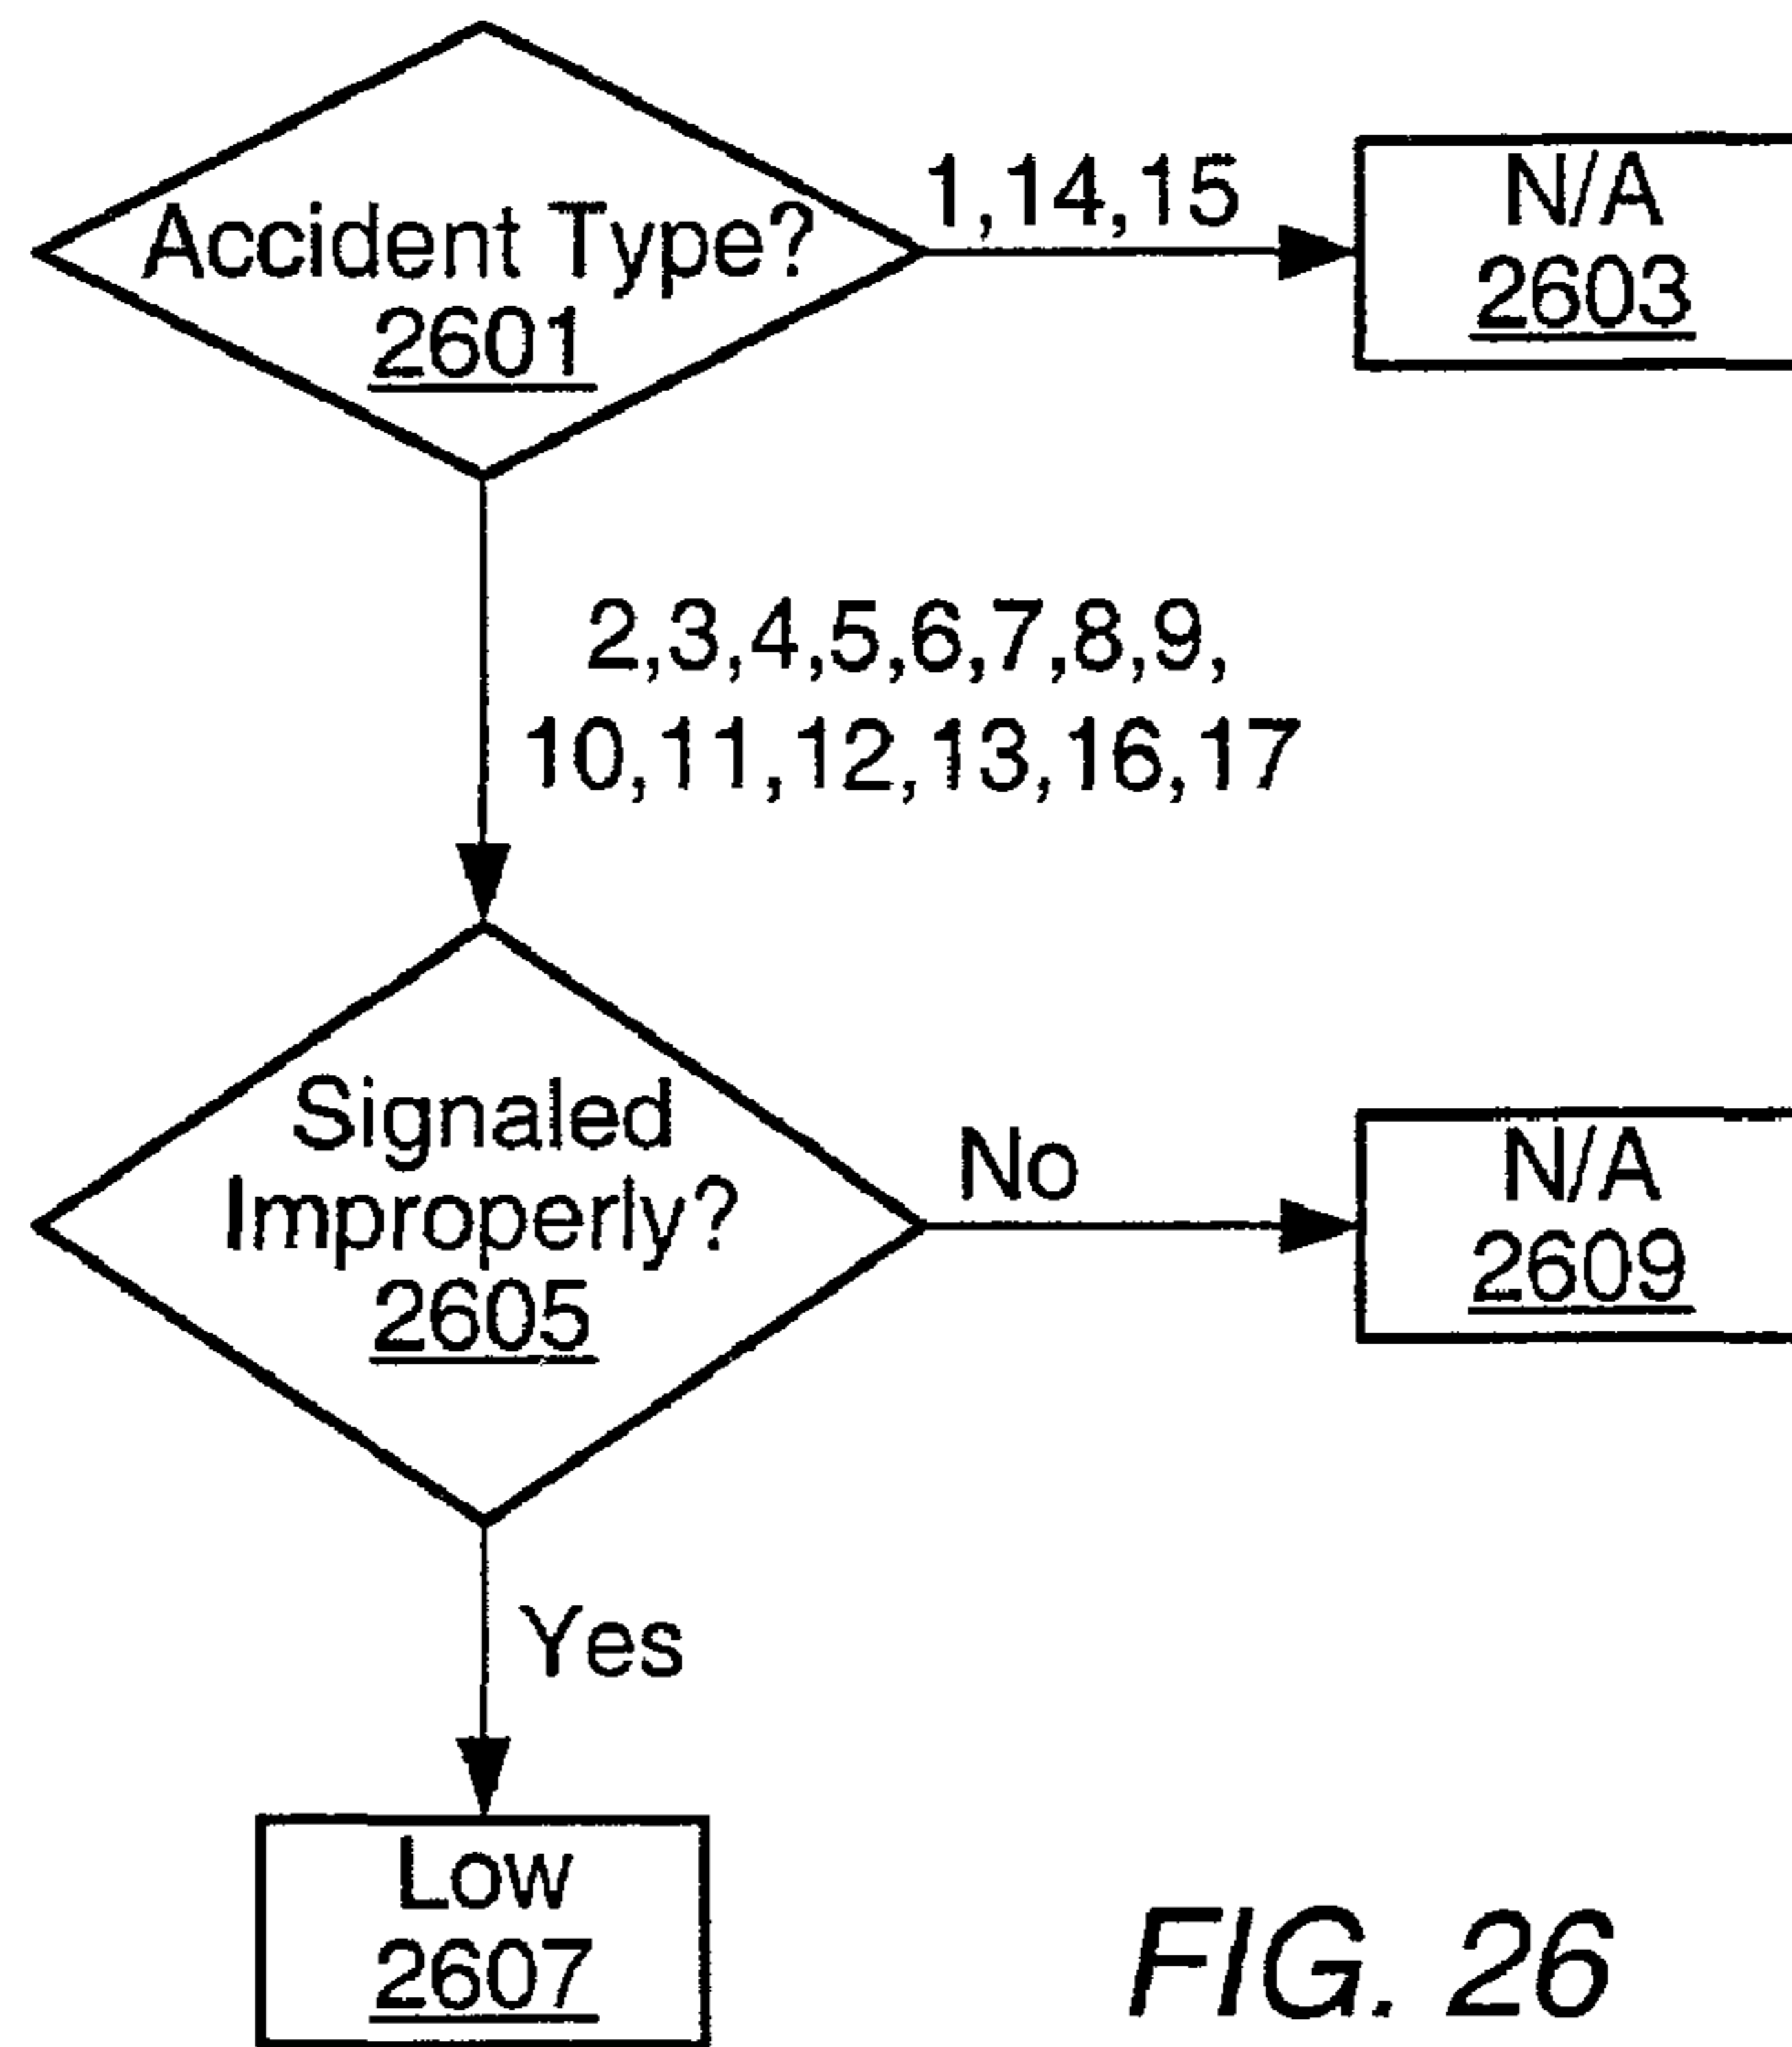 Accident Type?
2601
1,14,15
N/A
2603
2,3,4,5,6,7,8,9,
10,11,12,13,16,17
Signaled
Improperly?
2605
No
N/A
2609
Yes
Low
2607
FIG. 26